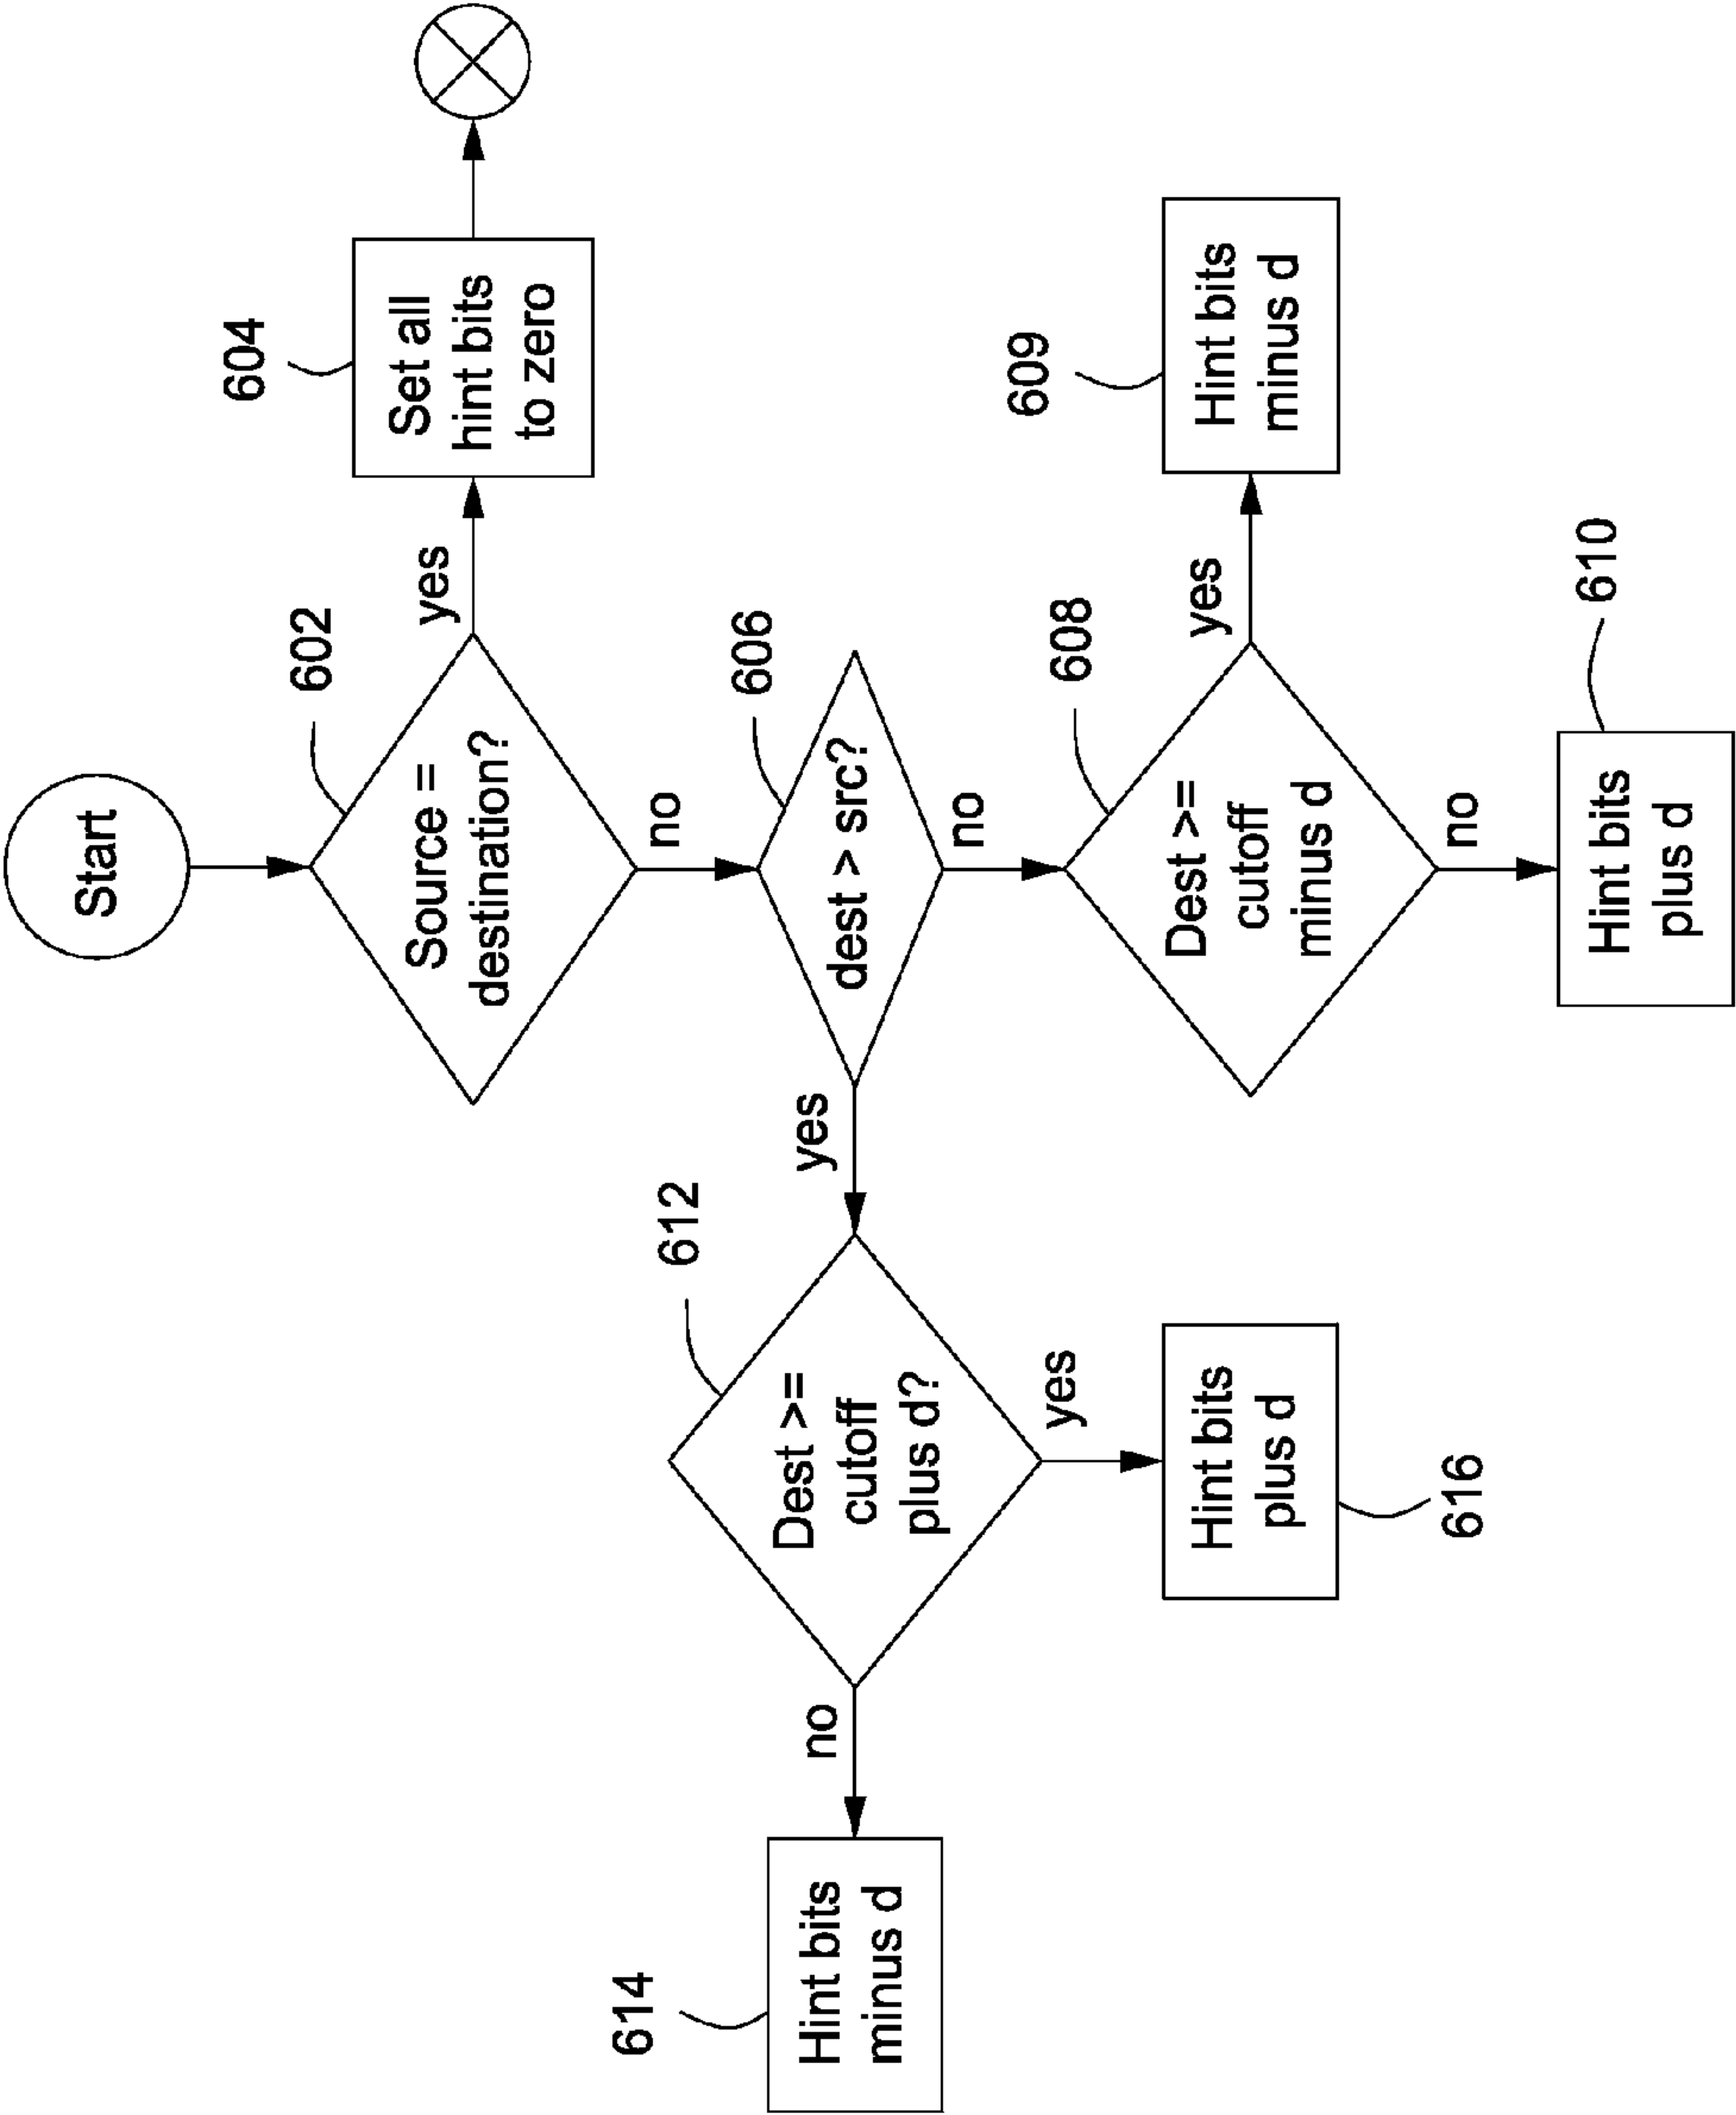 Start
602
Source =
destination?
yes
604
Set all
hint bits
to zero
no
606
dest > src?
yes
612
Dest >=
cutoff
plus d?
no
614
Hint bits
minus d
yes
Hint bits
plus d
616
no
608
Dest >=
cutoff
minus d
yes
609
Hint bits
minus d
no
610
Hint bits
plus d